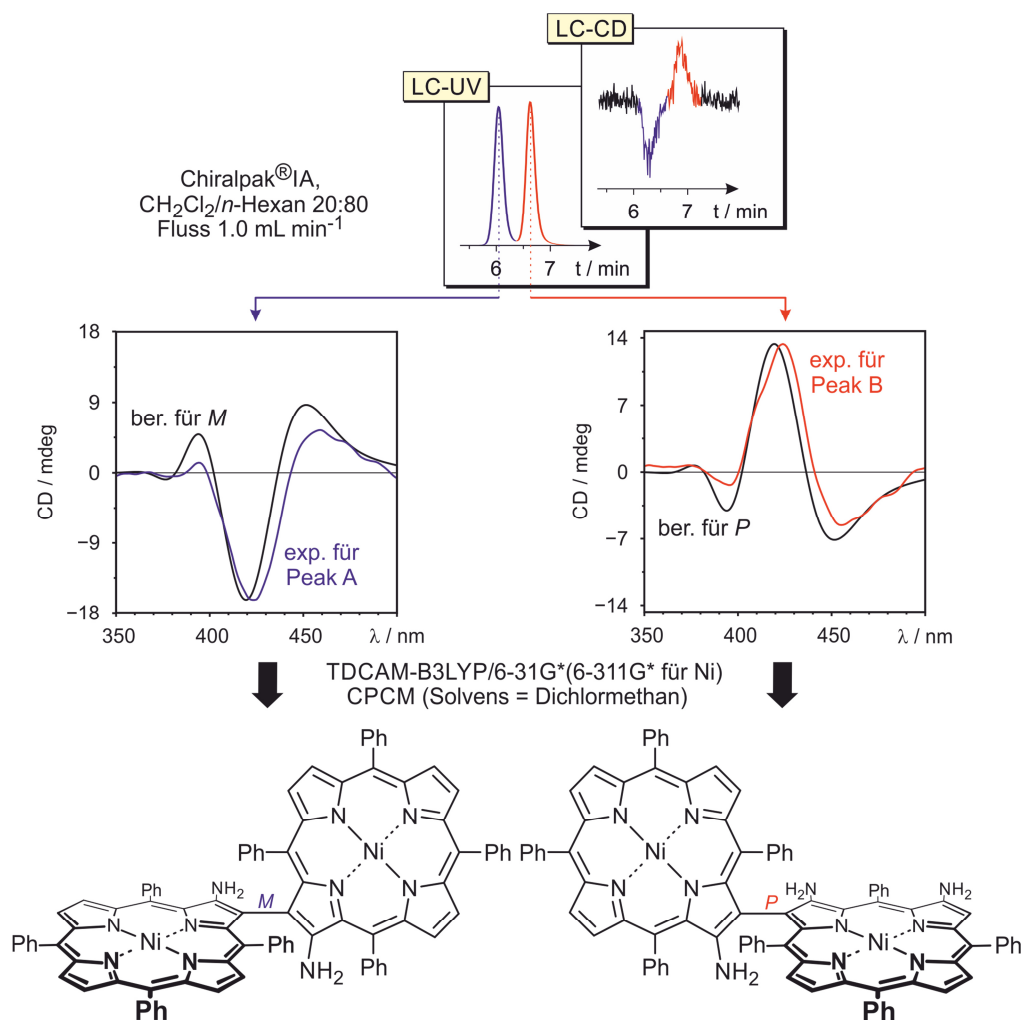 LC-CD
6 7 t / min
LC-UV
6 7 t / min
Chiralpak®IA,
CH₂Cl₂/n-Hexan 20:80
Fluss 1.0 mL min⁻¹
18
9
0
−9
−18
CD / mdeg
ber. für M
exp. für
Peak A
350 400 450 λ / nm
14
7
0
−7
−14
CD / mdeg
exp. für
Peak B
ber. für P
350 400 450 λ / nm
TDCAM-B3LYP/6-31G*(6-311G* für Ni)
CPCM (Solvens = Dichlormethan)
Ph
N N
Ni
Ph Ph
N N
Ph NH₂
M
N N
Ph Ni Ph
N N
NH₂ Ph
Ph
Ph
N N
Ni
Ph Ph
N N
P
H₂N Ph NH₂
N N
Ph Ni Ph
N N
Ph NH₂
Ph